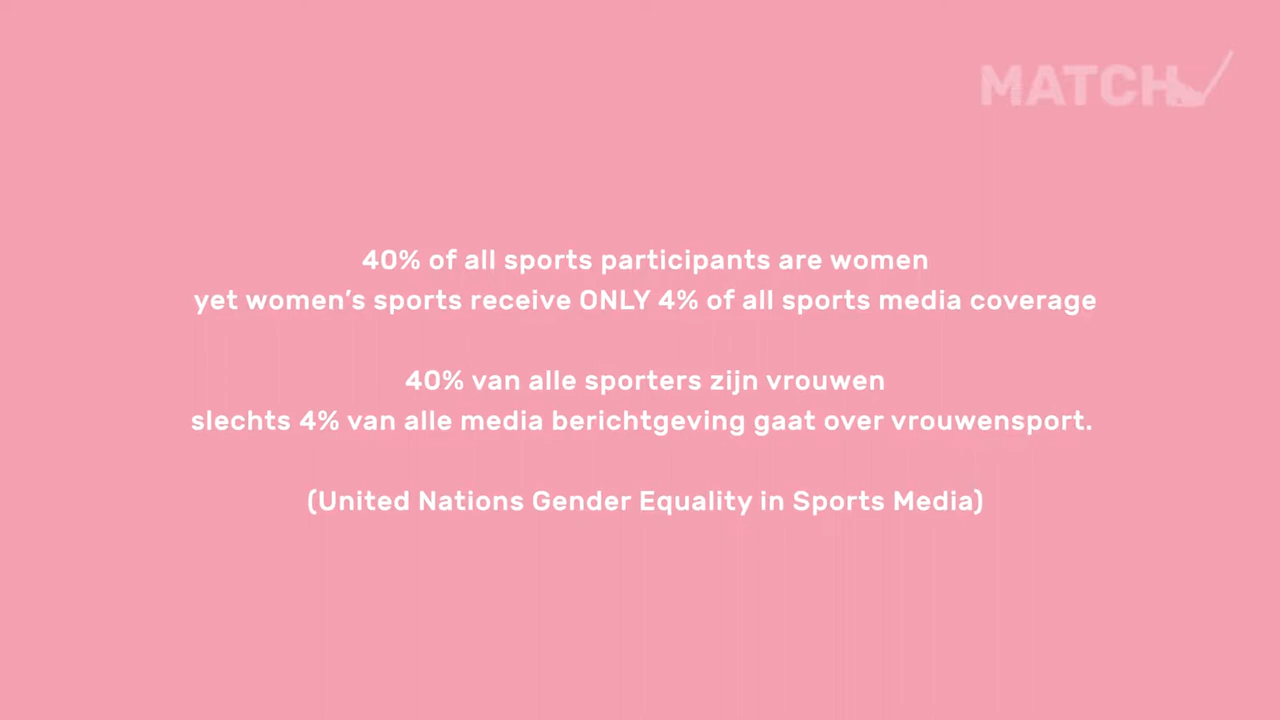 MATCH
40% of all sports participants are women
yet women's sports receive ONLY 4% of all sports media coverage
40% van alle sporters zijn vrouwen
slechts 4% van alle media berichtgeving gaat over vrouwensport.
(United Nations Gender Equality in Sports Media)